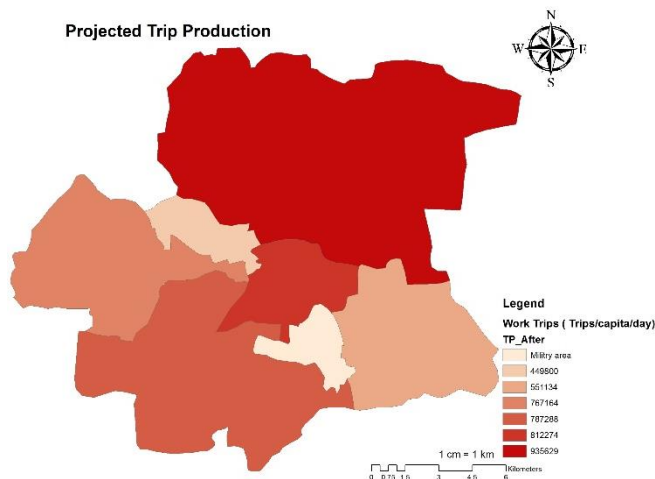 Projected Trip Production
N
W
E
S
Legend
Work Trips ( Trips/capita/day)
TP_After
Militry area
449800
551134
767164
787288
812274
935629
1 cm = 1 km
Kilometers
0 0.75 1.5 3 4.5 6